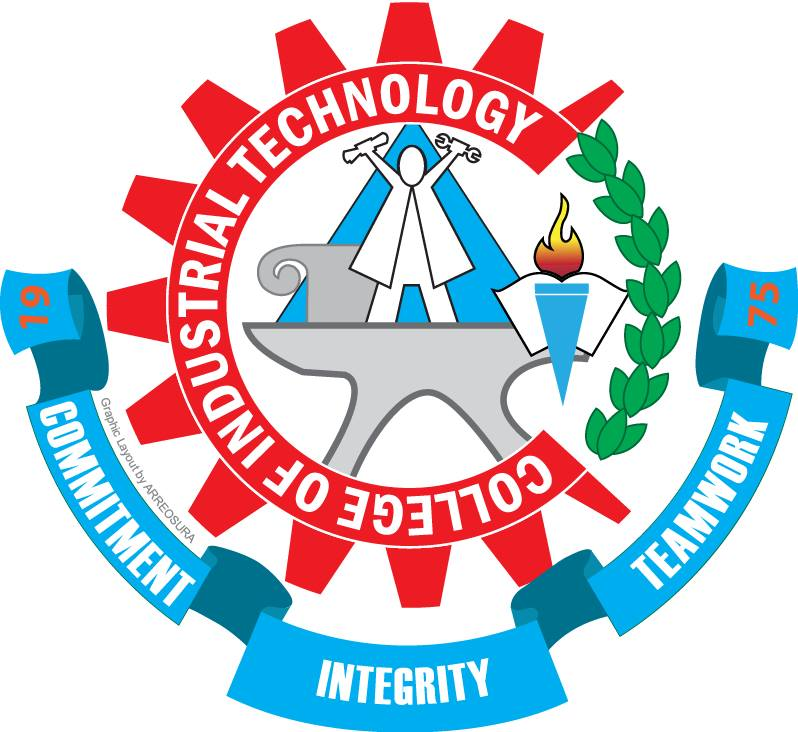 COLLEGE OF INDUSTRIAL TECHNOLOGY
19
75
COMMITMENT
INTEGRITY
TEAMWORK
Graphic Layout by ARREOSURA